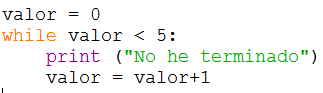 valor = 0
while valor < 5:
    print ("No he terminado")
    valor = valor+1